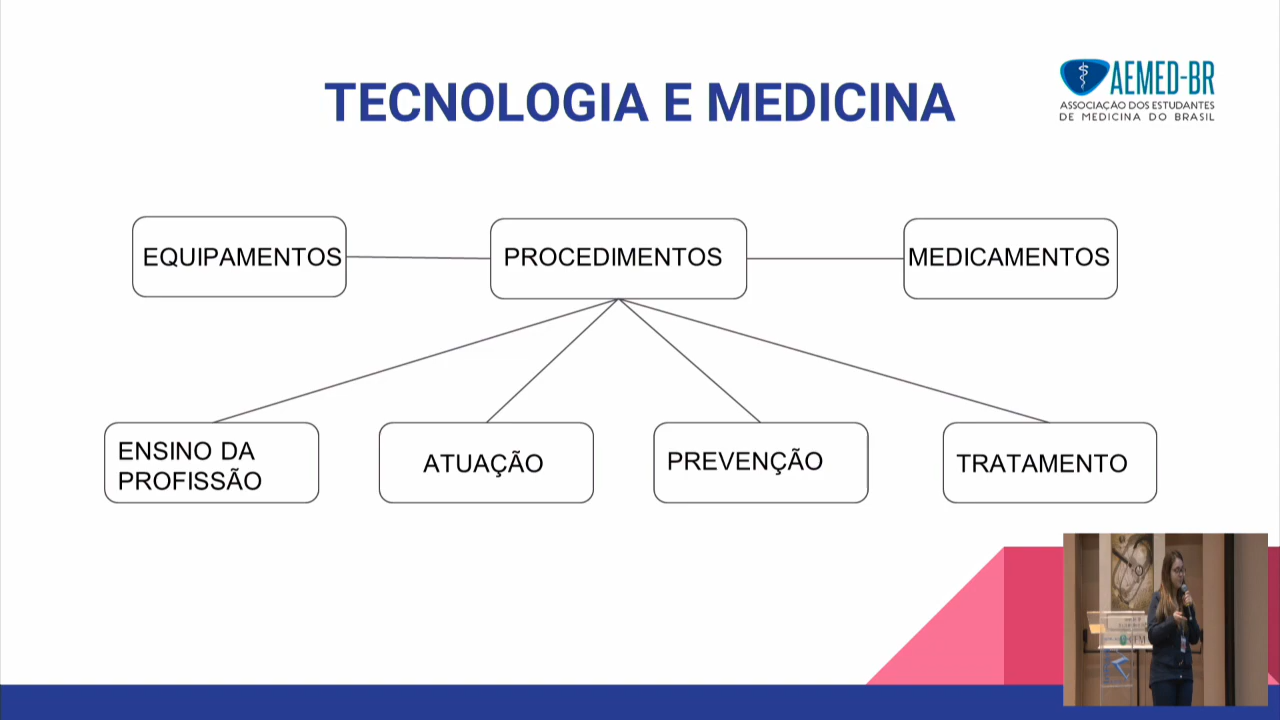 TECNOLOGIA E MEDICINA
AEMED-BR
ASSOCIAÇÃO DOS ESTUDANTES
DE MEDICINA DO BRASIL
EQUIPAMENTOS
PROCEDIMENTOS
MEDICAMENTOS
ENSINO DA
PROFISSÃO
ATUAÇÃO
PREVENÇÃO
TRATAMENTO